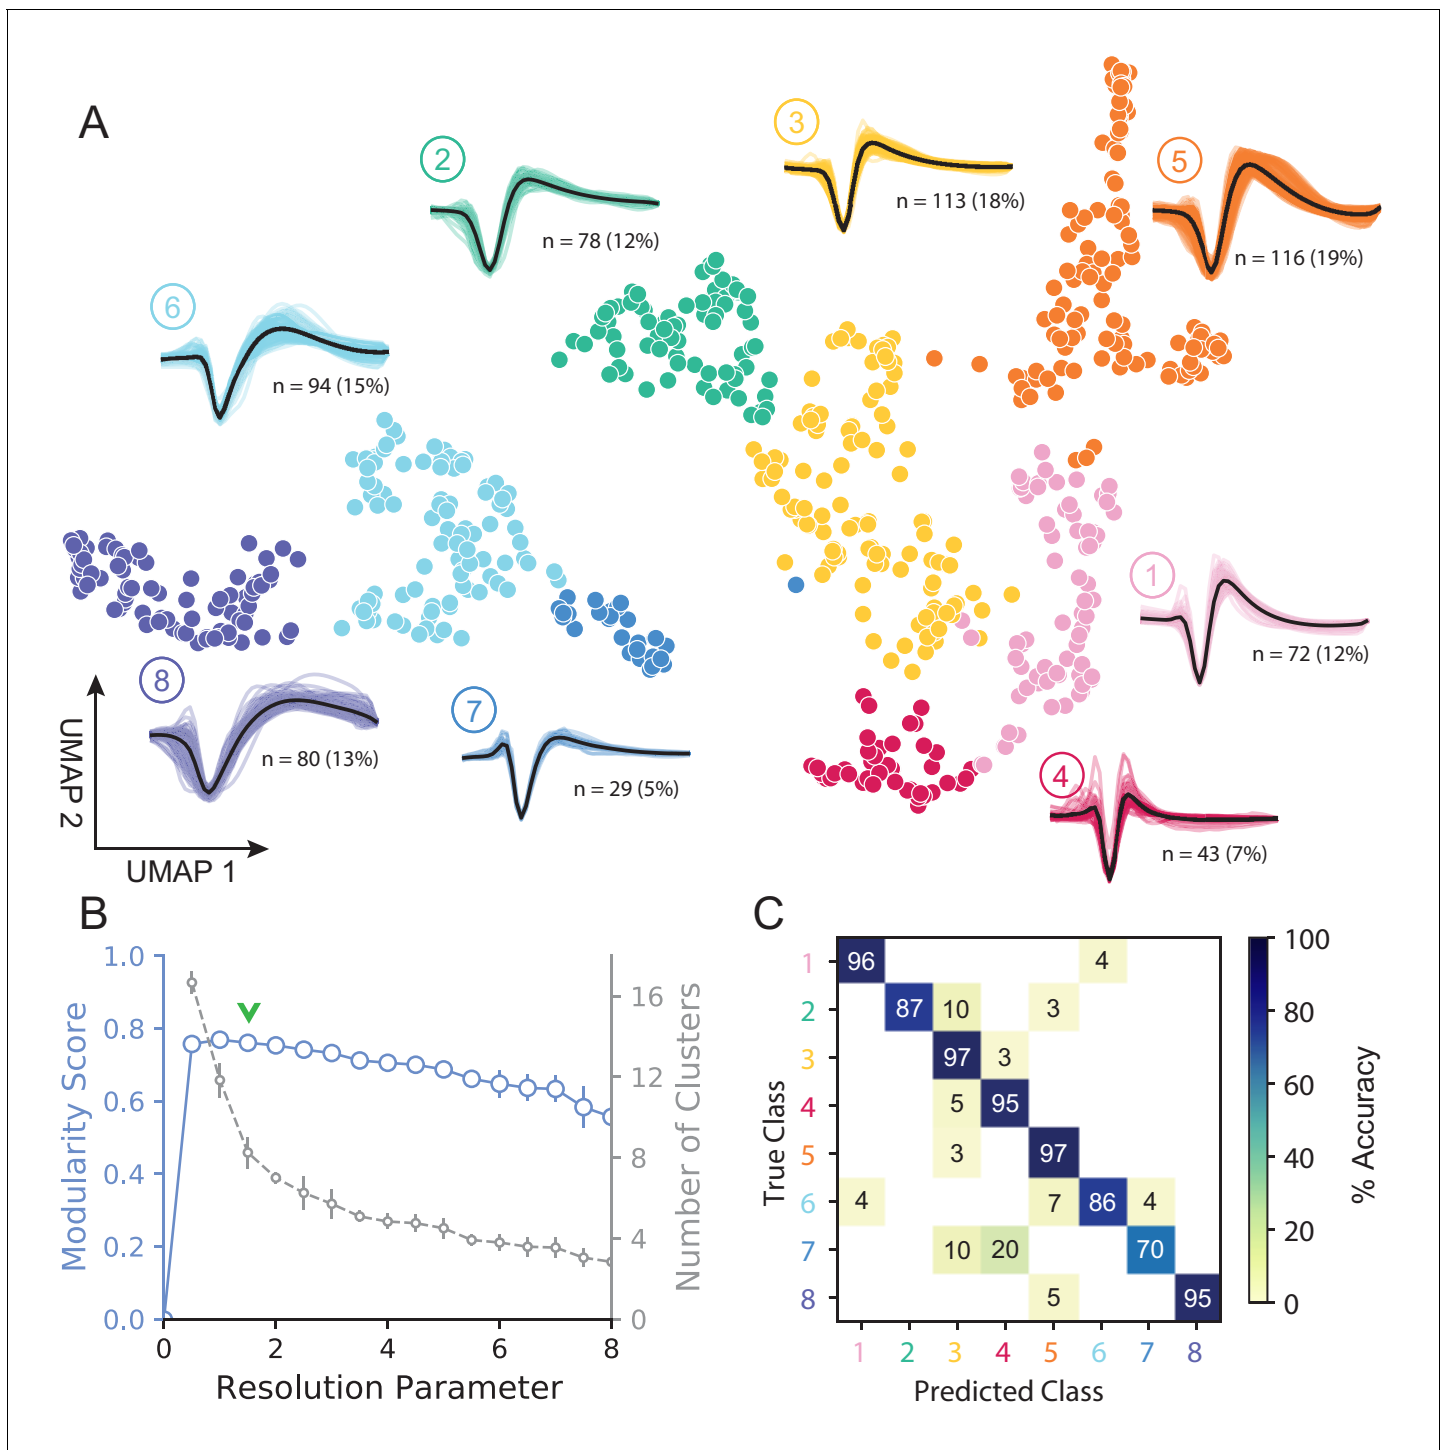 A
2
n = 78 (12%)
3
n = 113 (18%)
5
n = 116 (19%)
6
n = 94 (15%)
1
n = 72 (12%)
8
n = 80 (13%)
7
n = 29 (5%)
4
n = 43 (7%)
UMAP 2
UMAP 1
B
Modularity Score
1.0
0.8
0.6
0.4
0.2
0.0
Number of Clusters
16
12
8
4
0
0 2 4 6 8
Resolution Parameter
C
True Class
1 96 4
2 87 10 3
3 97 3
4 5 95
5 3 97
6 4 7 86 4
7 10 20 70
8 5 95
1 2 3 4 5 6 7 8
Predicted Class
100
80
60
40
20
0
% Accuracy